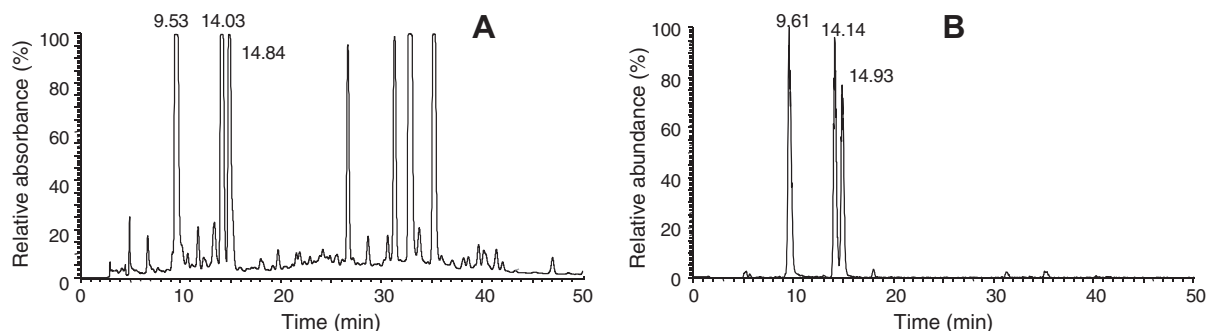 9.53 14.03
14.84
A
100
80
60
40
20
0
Relative absorbance (%)
0 10 20 30 40 50
Time (min)
9.61 14.14
14.93
B
100
80
60
40
20
0
Relative abundance (%)
0 10 20 30 40 50
Time (min)